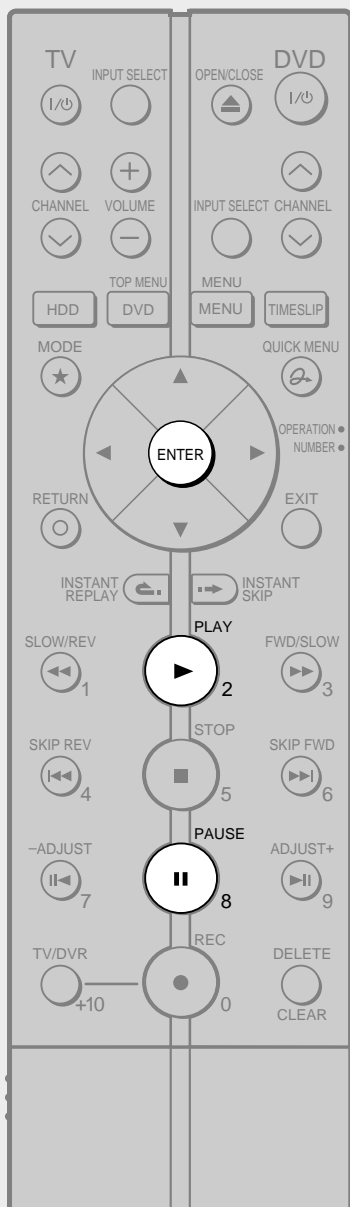 TV DVD
INPUT SELECT OPEN/CLOSE
CHANNEL VOLUME INPUT SELECT CHANNEL
TOP MENU MENU
HDD DVD MENU TIMESLIP
MODE QUICK MENU
OPERATION
NUMBER
ENTER
RETURN EXIT
INSTANT REPLAY INSTANT SKIP
SLOW/REV PLAY FWD/SLOW
1 2 3
SKIP REV STOP SKIP FWD
4 5 6
–ADJUST PAUSE ADJUST+
7 8 9
TV/DVR REC DELETE
+10 0 CLEAR